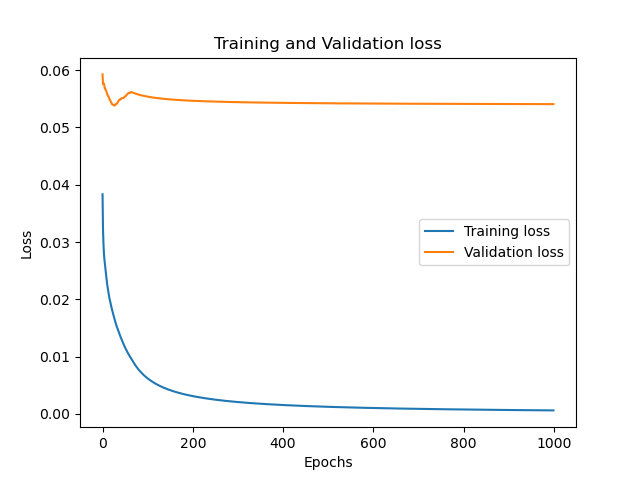 Training and Validation loss
0.06
0.05
0.04
0.03
0.02
0.01
0.00
Loss
Training loss
Validation loss
0
200
400
600
800
1000
Epochs